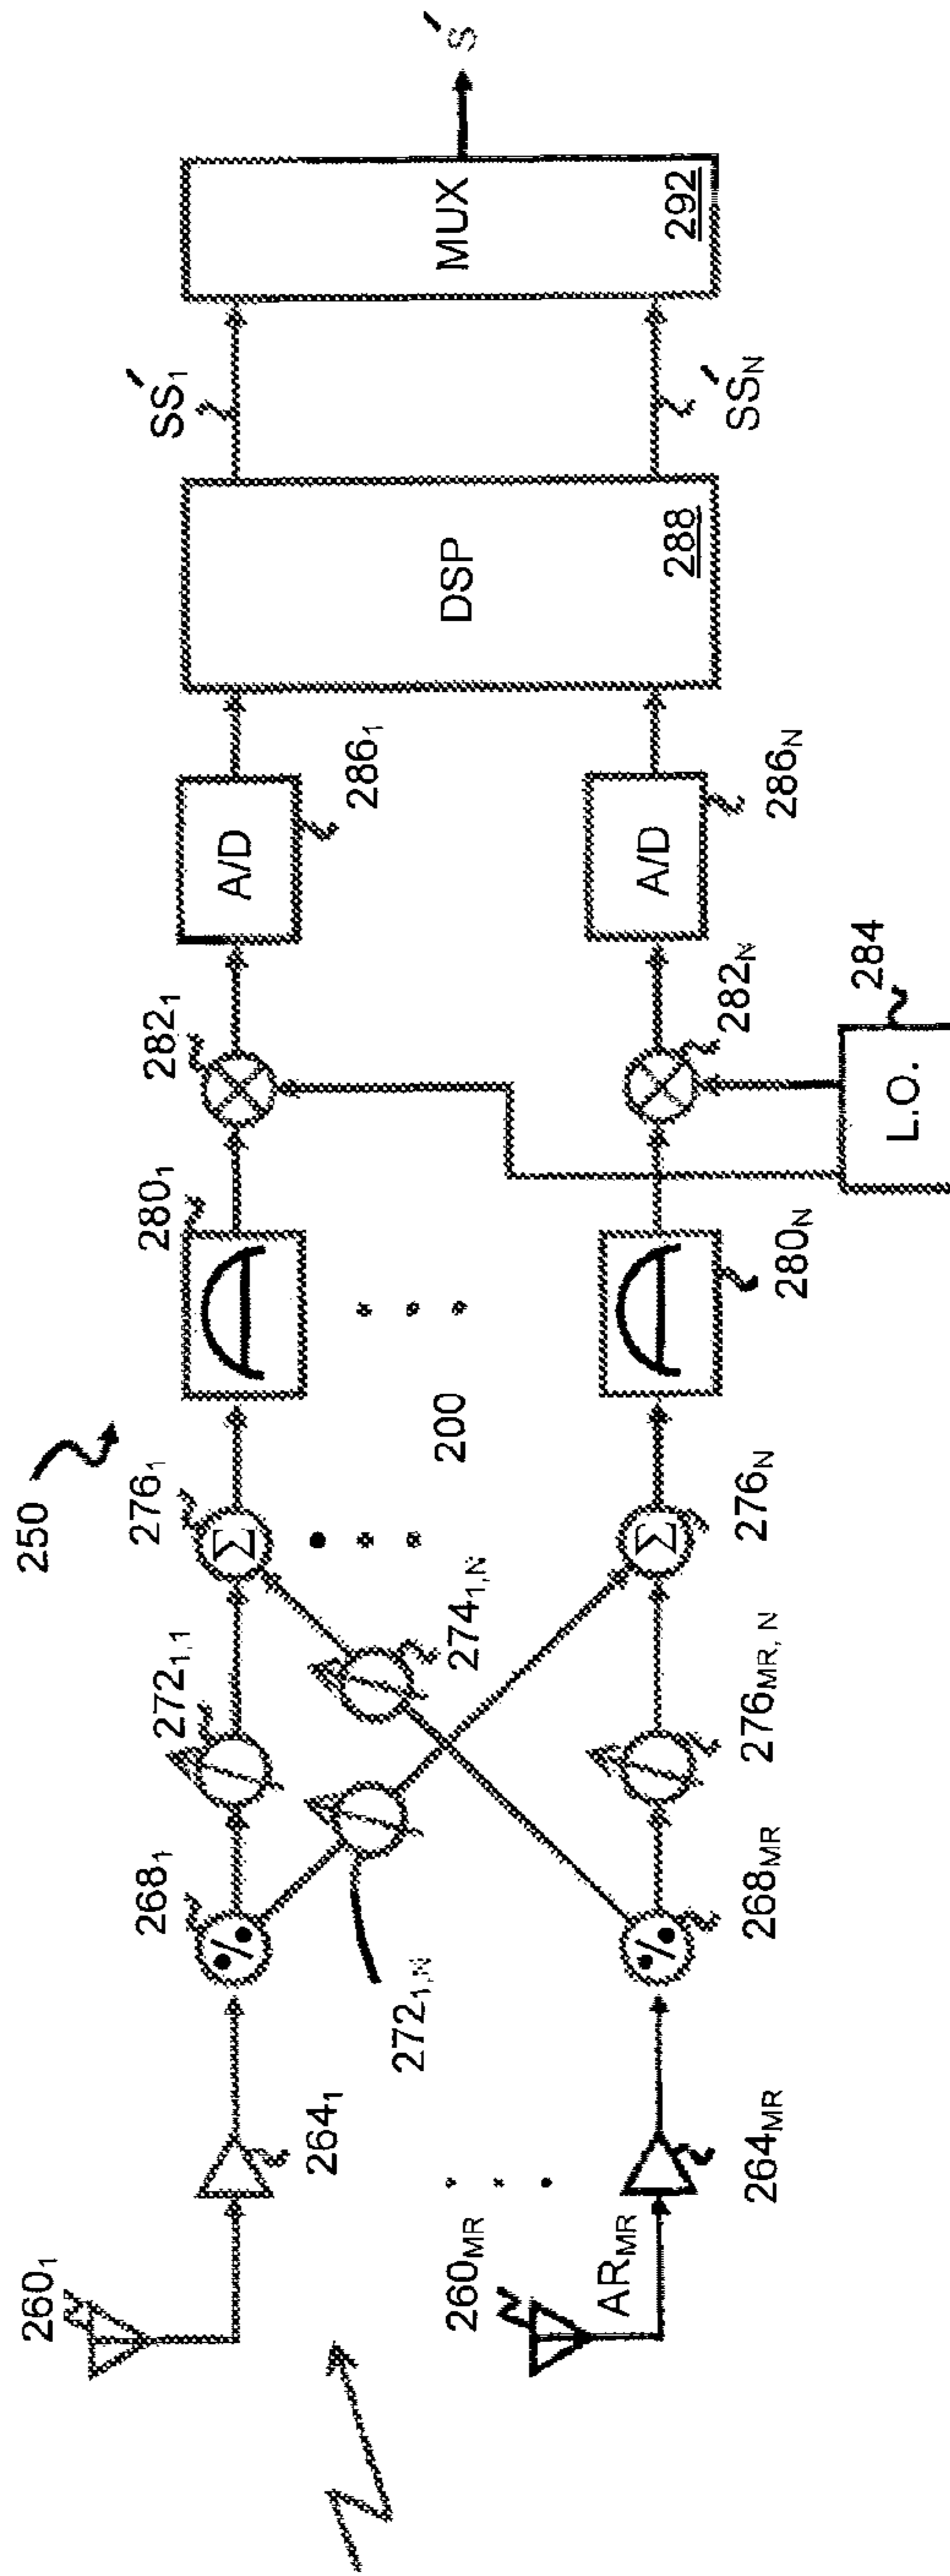 250
260₁
264₁
268₁
272₁,₁
272₁,N
274₁,N
276₁
Σ
280₁
282₁
A/D
286₁
DSP
288
SS′₁
MUX
292
S′
200
260MR
ARMR
264MR
268MR
276MR, N
276N
Σ
280N
282N
L.O.
284
A/D
286N
SS′N
%
%